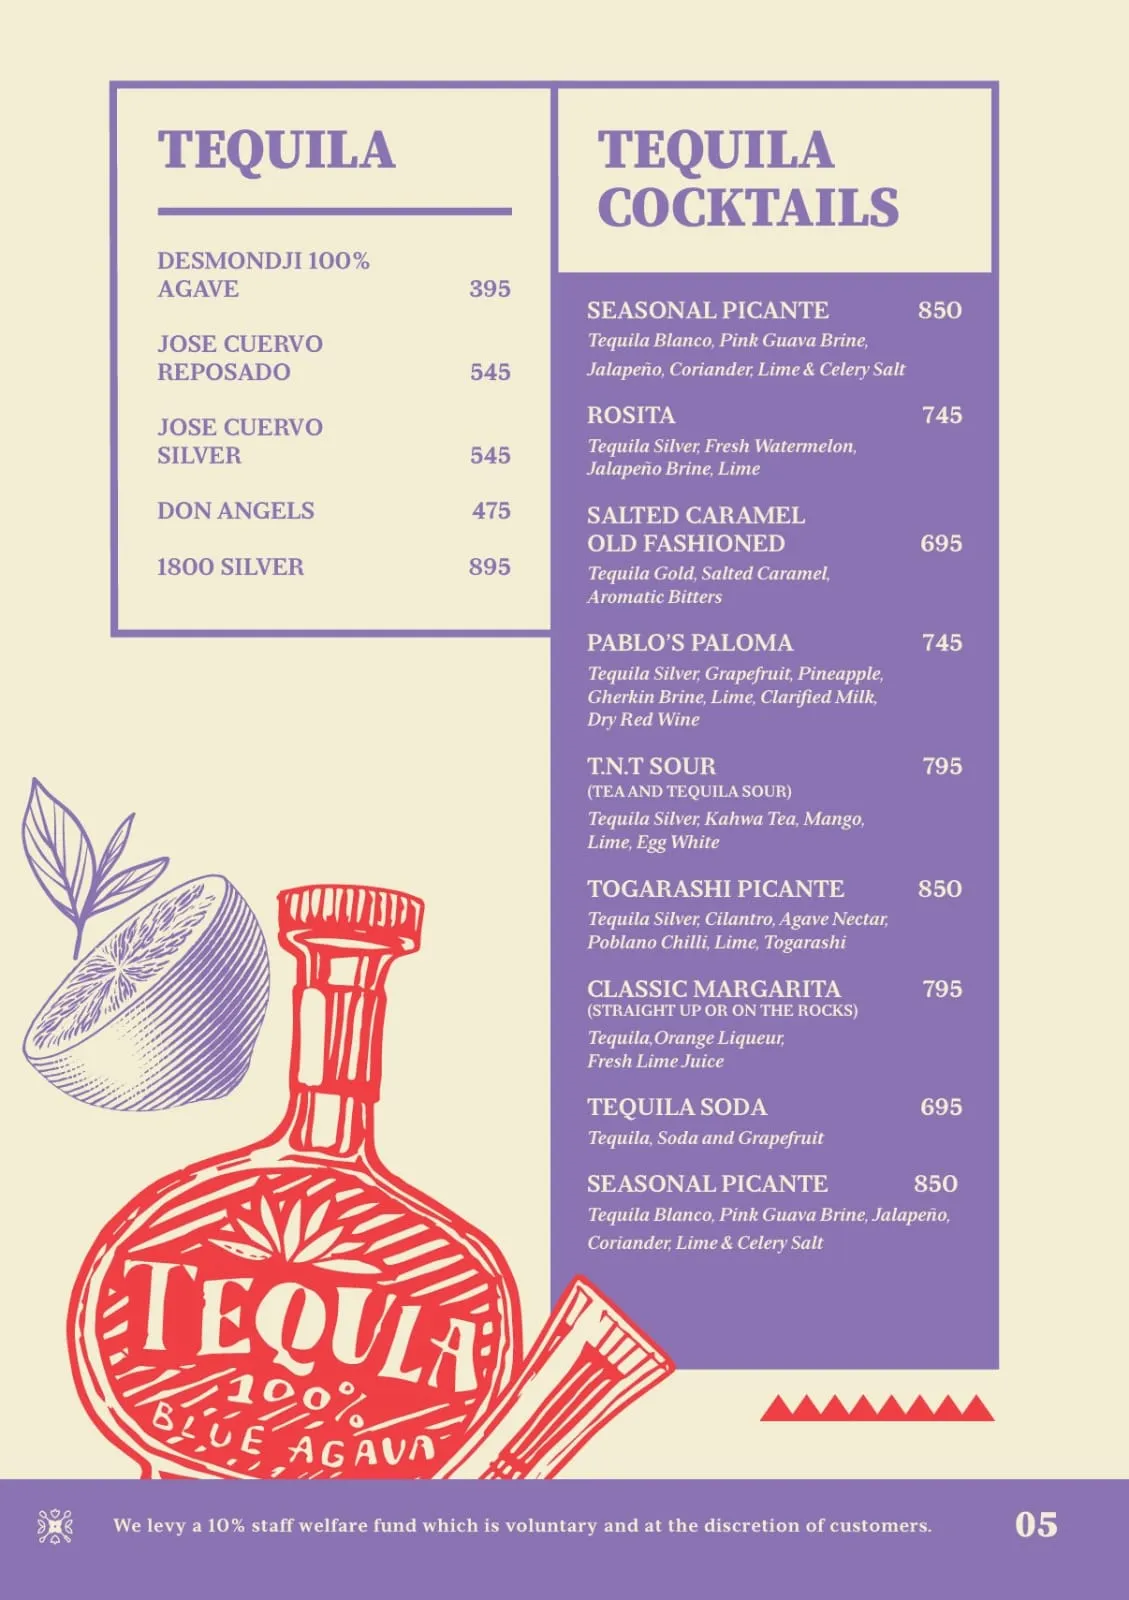 TEQUILA
DESMONDJI 100%
AGAVE 395
JOSE CUERVO
REPOSADO 545
JOSE CUERVO
SILVER 545
DON ANGELS 475
1800 SILVER 895
TEQUILA
COCKTAILS
SEASONAL PICANTE 850
Tequila Blanco, Pink Guava Brine,
Jalapeño, Coriander, Lime & Celery Salt
ROSITA 745
Tequila Silver, Fresh Watermelon,
Jalapeño Brine, Lime
SALTED CARAMEL
OLD FASHIONED 695
Tequila Gold, Salted Caramel,
Aromatic Bitters
PABLO'S PALOMA 745
Tequila Silver, Grapefruit, Pineapple,
Gherkin Brine, Lime, Clarified Milk,
Dry Red Wine
T.N.T SOUR 795
(TEA AND TEQUILA SOUR)
Tequila Silver, Kahwa Tea, Mango,
Lime, Egg White
TOGARASHI PICANTE 850
Tequila Silver, Cilantro, Agave Nectar,
Poblano Chilli, Lime, Togarashi
CLASSIC MARGARITA 795
(STRAIGHT UP OR ON THE ROCKS)
Tequila,Orange Liqueur,
Fresh Lime Juice
TEQUILA SODA 695
Tequila, Soda and Grapefruit
SEASONAL PICANTE 850
Tequila Blanco, Pink Guava Brine, Jalapeño,
Coriander, Lime & Celery Salt
TEQULA
100%
BLUE AGAVA
We levy a 10% staff welfare fund which is voluntary and at the discretion of customers. 05